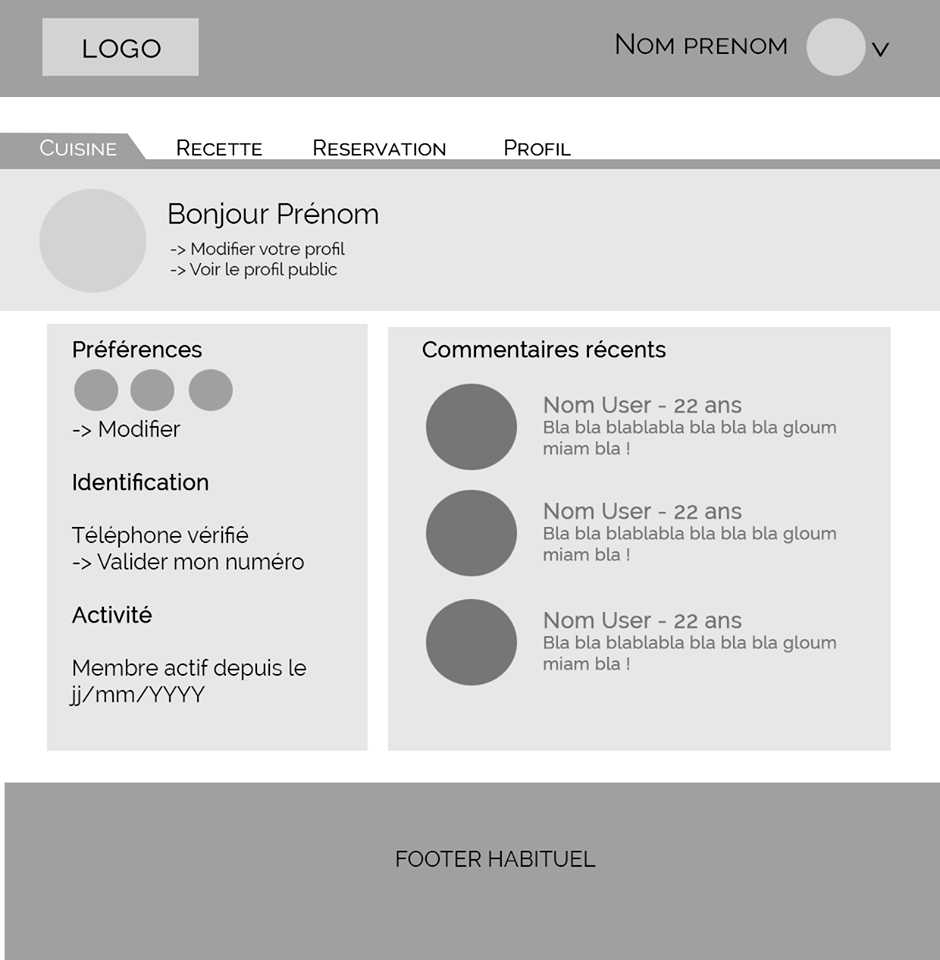 LOGO
Nom prenom
V
Cuisine Recette Reservation Profil
Bonjour Prénom
-> Modifier votre profil
-> Voir le profil public
Préférences
-> Modifier
Identification
Téléphone vérifié
-> Valider mon numéro
Activité
Membre actif depuis le
jj/mm/YYYY
Commentaires récents
Nom User - 22 ans
Bla bla blablabla bla bla bla gloum
miam bla !
Nom User - 22 ans
Bla bla blablabla bla bla bla gloum
miam bla !
Nom User - 22 ans
Bla bla blablabla bla bla bla gloum
miam bla !
FOOTER HABITUEL